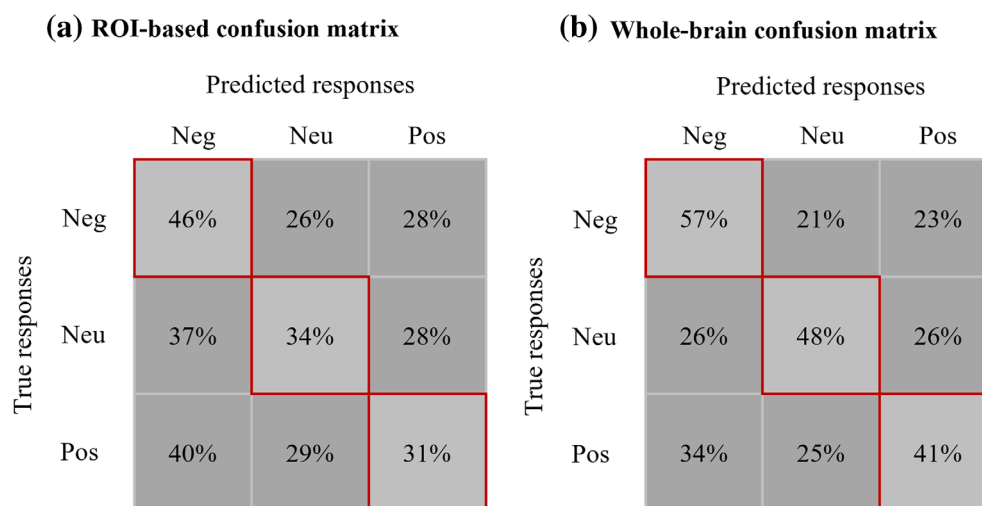 (a) ROI-based confusion matrix
Predicted responses
Neg Neu Pos
True responses
Neg 46% 26% 28%
Neu 37% 34% 28%
Pos 40% 29% 31%
(b) Whole-brain confusion matrix
Predicted responses
Neg Neu Pos
True responses
Neg 57% 21% 23%
Neu 26% 48% 26%
Pos 34% 25% 41%